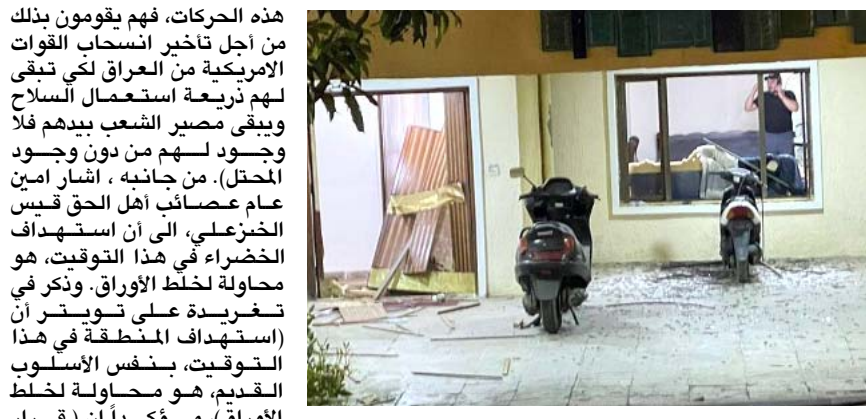 هذه الحركات، فهم يقومون بذلك
من أجل تأخير انسحاب القوات
الامريكية من العراق لكي تبقى
لهم ذريعة استعمال السلاح
ويبقى مصير الشعب بيدهم فلا
وجود لهم من دون وجود
المحتل). من جانبه ، اشار امين
عام عصائب أهل الحق قيس
الخزعلي، الى أن استهداف
الخضراء في هذا التوقيت، هو
محاولة لخلط الأوراق. وذكر في
تغريدة على تويتر أن
(استهداف المنطقة في هذا
التوقيت، بنفس الأسلوب
القديم، هو محاولة لخلط